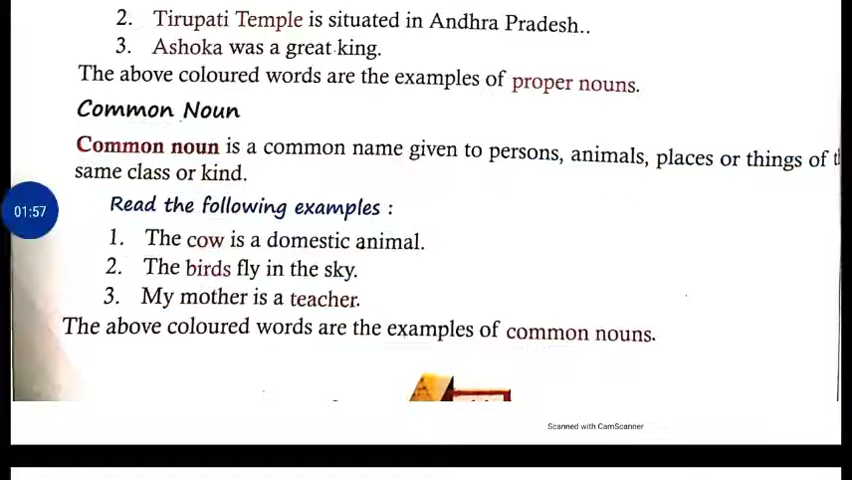 2. Tirupati Temple is situated in Andhra Pradesh..
3. Ashoka was a great king.
The above coloured words are the examples of proper nouns.
Common Noun
Common noun is a common name given to persons, animals, places or things of
same class or kind.
01:57
Read the following examples :
1. The cow is a domestic animal.
2. The birds fly in the sky.
3. My mother is a teacher.
The above coloured words are the examples of common nouns.
Scanned with CamScanner